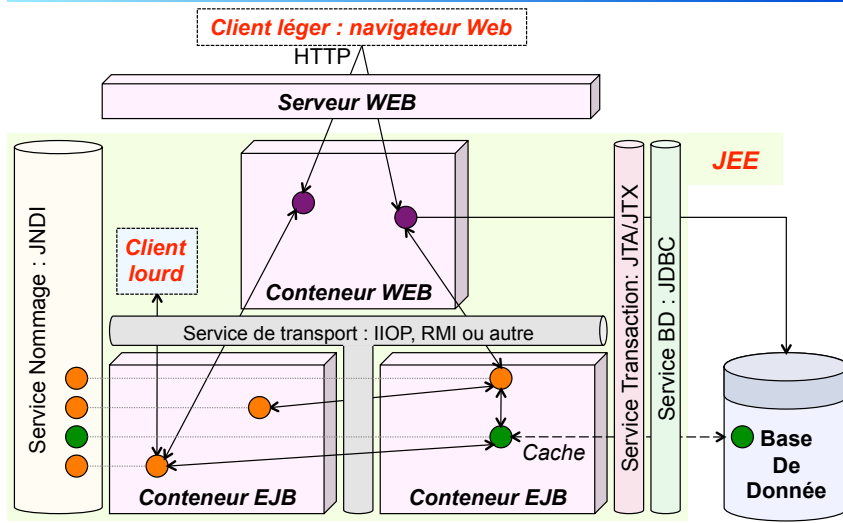 Client léger : navigateur Web
HTTP
Serveur WEB
JEE
Service Nommage : JNDI
Client
lourd
Conteneur WEB
Service de transport : IIOP, RMI ou autre
Service Transaction: JTA/JTX
Service BD : JDBC
Cache
Conteneur EJB
Conteneur EJB
Base
De
Donnée